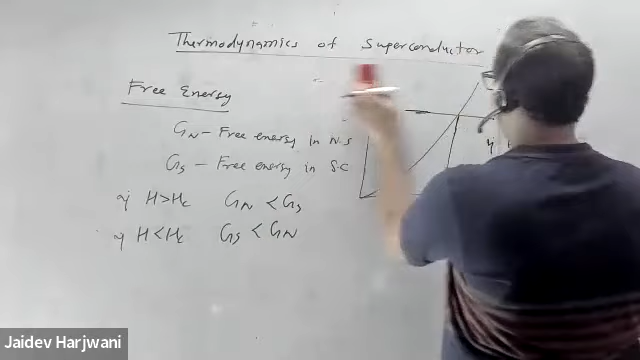 Thermodynamics of Superconductor
Free Energy
GN – Free energy in N.S
GS – Free energy in S.C
if H>Hc GN < GS
if H<Hc GS < GN
Jaidev Harjwani